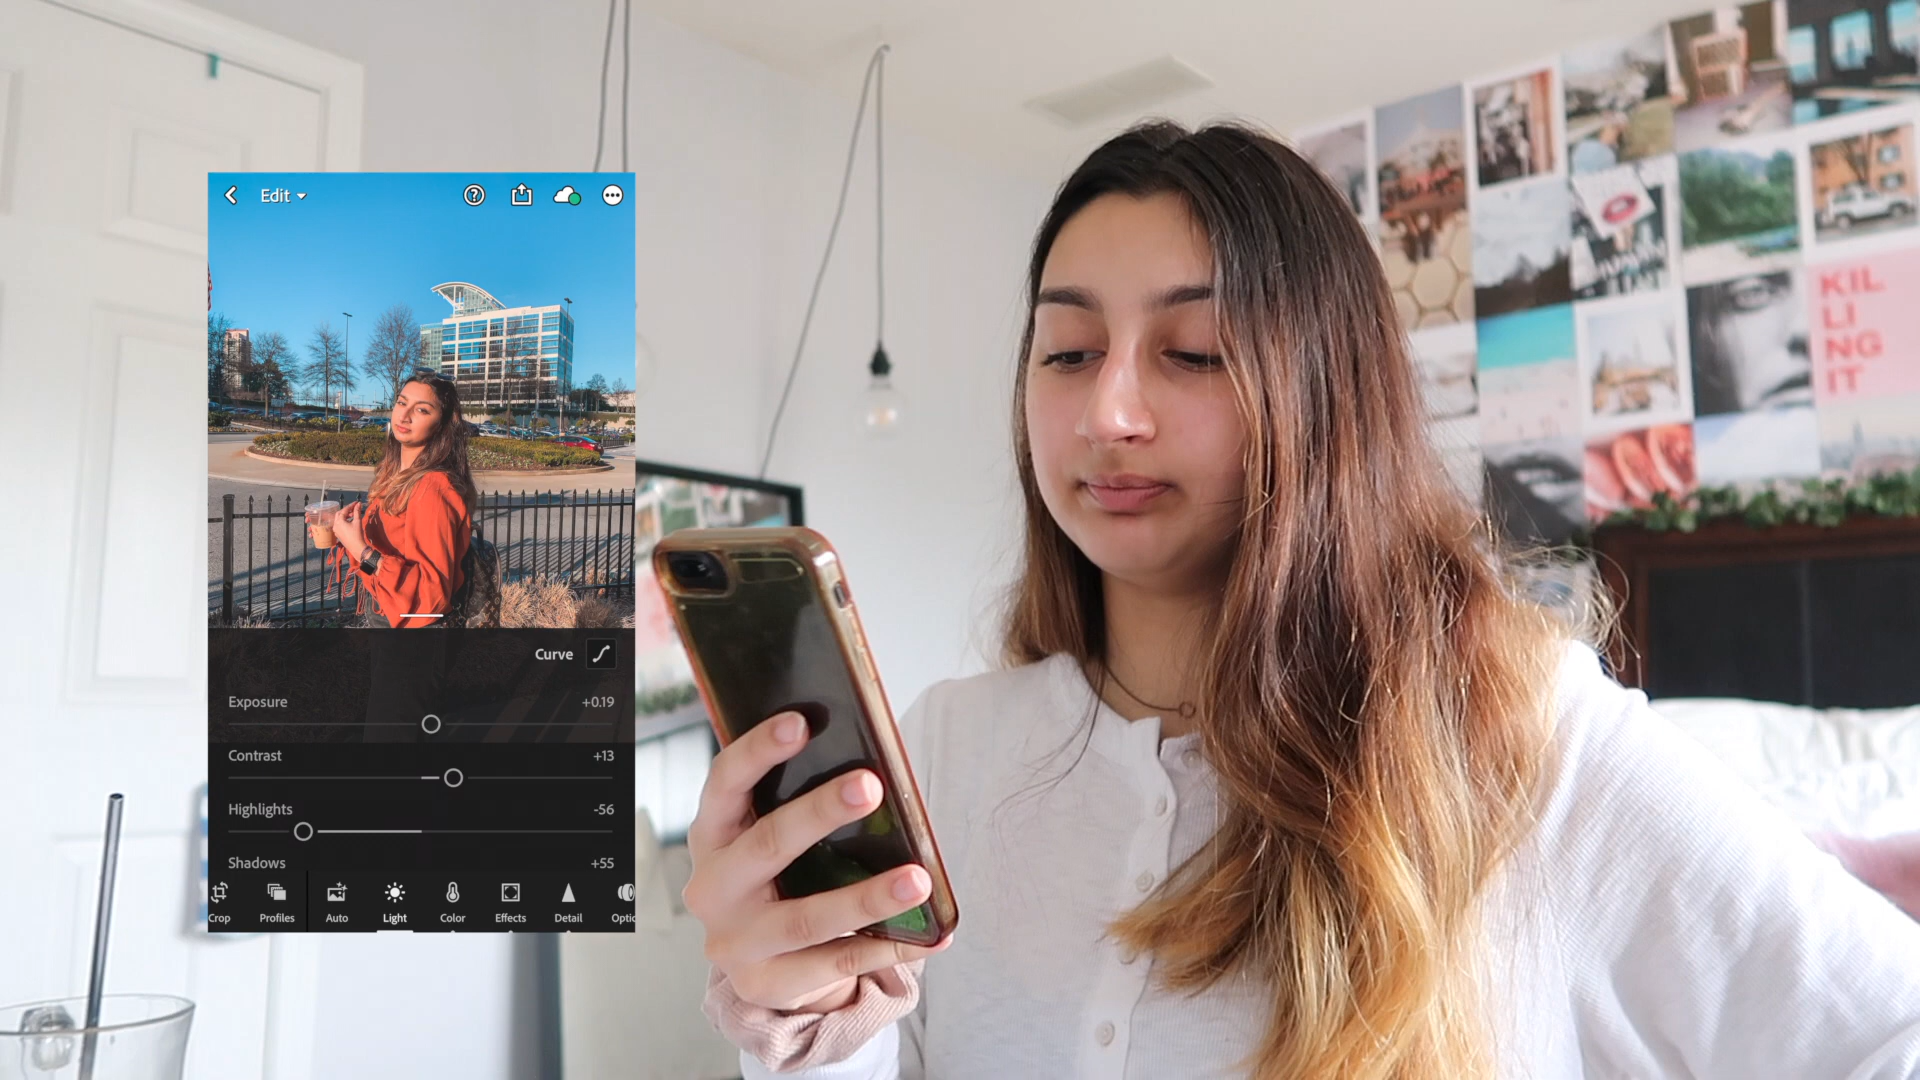 Edit
Curve
Exposure +0.19
Contrast +13
Highlights -56
Shadows +55
Crop Profiles Auto Light Color Effects Detail Optic
KIL
LI
NG
IT